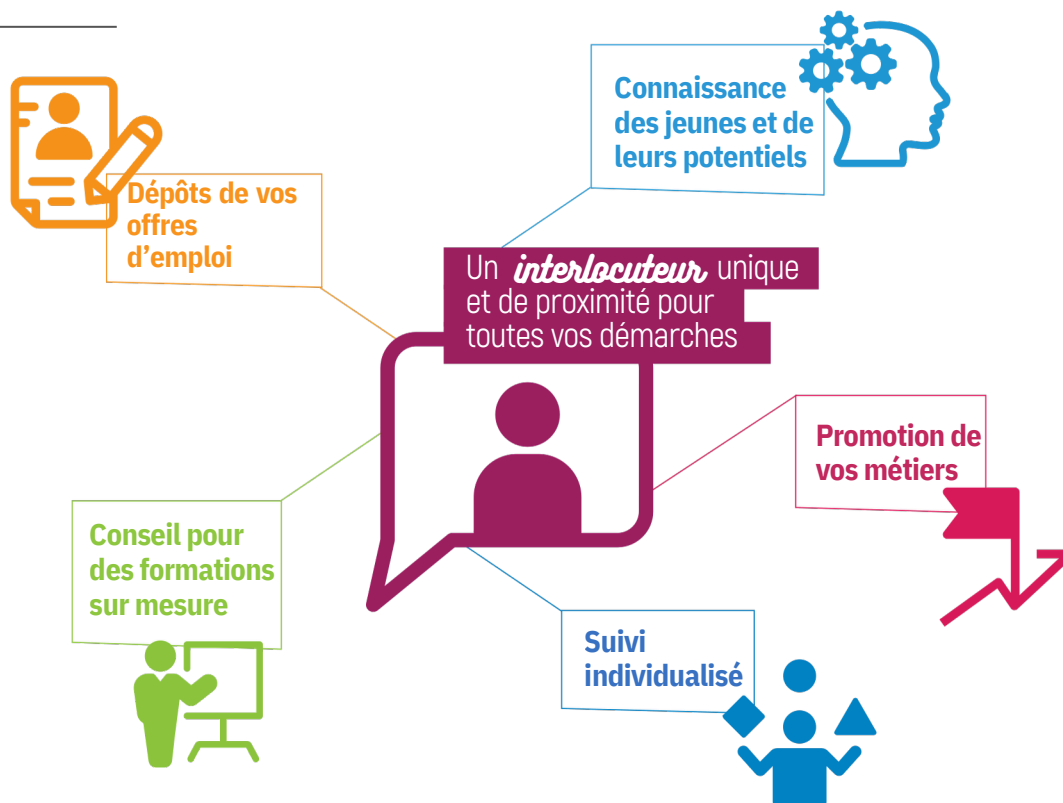 Connaissance
des jeunes et de
leurs potentiels
Dépôts de vos
offres
d’emploi
Un interlocuteur unique
et de proximité pour
toutes vos démarches
Promotion de
vos métiers
Conseil pour
des formations
sur mesure
Suivi
individualisé